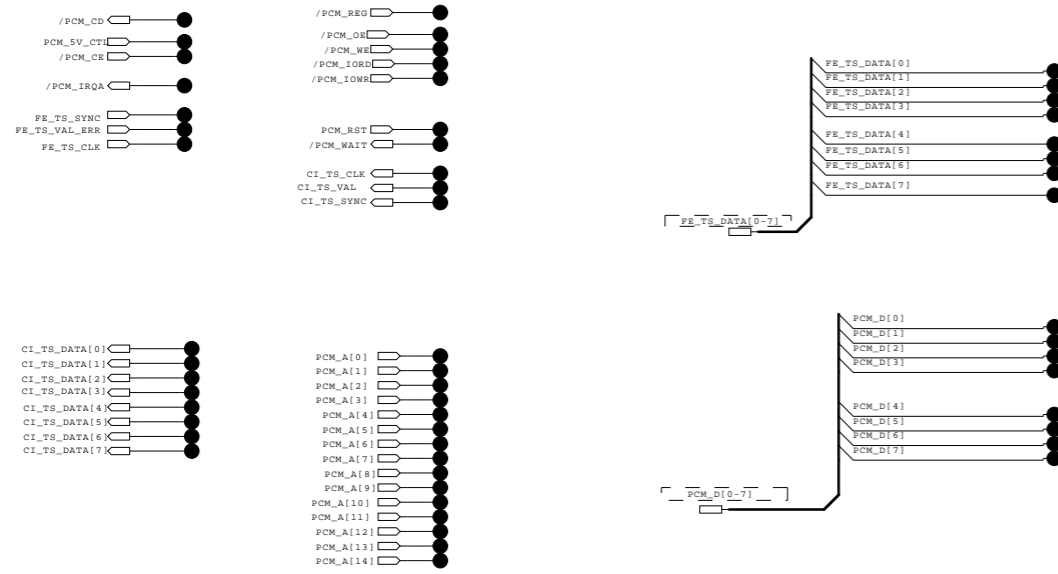 /PCM_CD
PCM_5V_CTL
/PCM_CE
/PCM_IRQA
FE_TS_SYNC
FE_TS_VAL_ERR
FE_TS_CLK
/PCM_REG
/PCM_OE
/PCM_WE
/PCM_IORD
/PCM_IOWR
PCM_RST
/PCM_WAIT
CI_TS_CLK
CI_TS_VAL
CI_TS_SYNC
FE_TS_DATA[0]
FE_TS_DATA[1]
FE_TS_DATA[2]
FE_TS_DATA[3]
FE_TS_DATA[4]
FE_TS_DATA[5]
FE_TS_DATA[6]
FE_TS_DATA[7]
FE_TS_DATA[0-7]
CI_TS_DATA[0]
CI_TS_DATA[1]
CI_TS_DATA[2]
CI_TS_DATA[3]
CI_TS_DATA[4]
CI_TS_DATA[5]
CI_TS_DATA[6]
CI_TS_DATA[7]
PCM_A[0]
PCM_A[1]
PCM_A[2]
PCM_A[3]
PCM_A[4]
PCM_A[5]
PCM_A[6]
PCM_A[7]
PCM_A[8]
PCM_A[9]
PCM_A[10]
PCM_A[11]
PCM_A[12]
PCM_A[13]
PCM_A[14]
PCM_D[0]
PCM_D[1]
PCM_D[2]
PCM_D[3]
PCM_D[4]
PCM_D[5]
PCM_D[6]
PCM_D[7]
PCM_D[0-7]